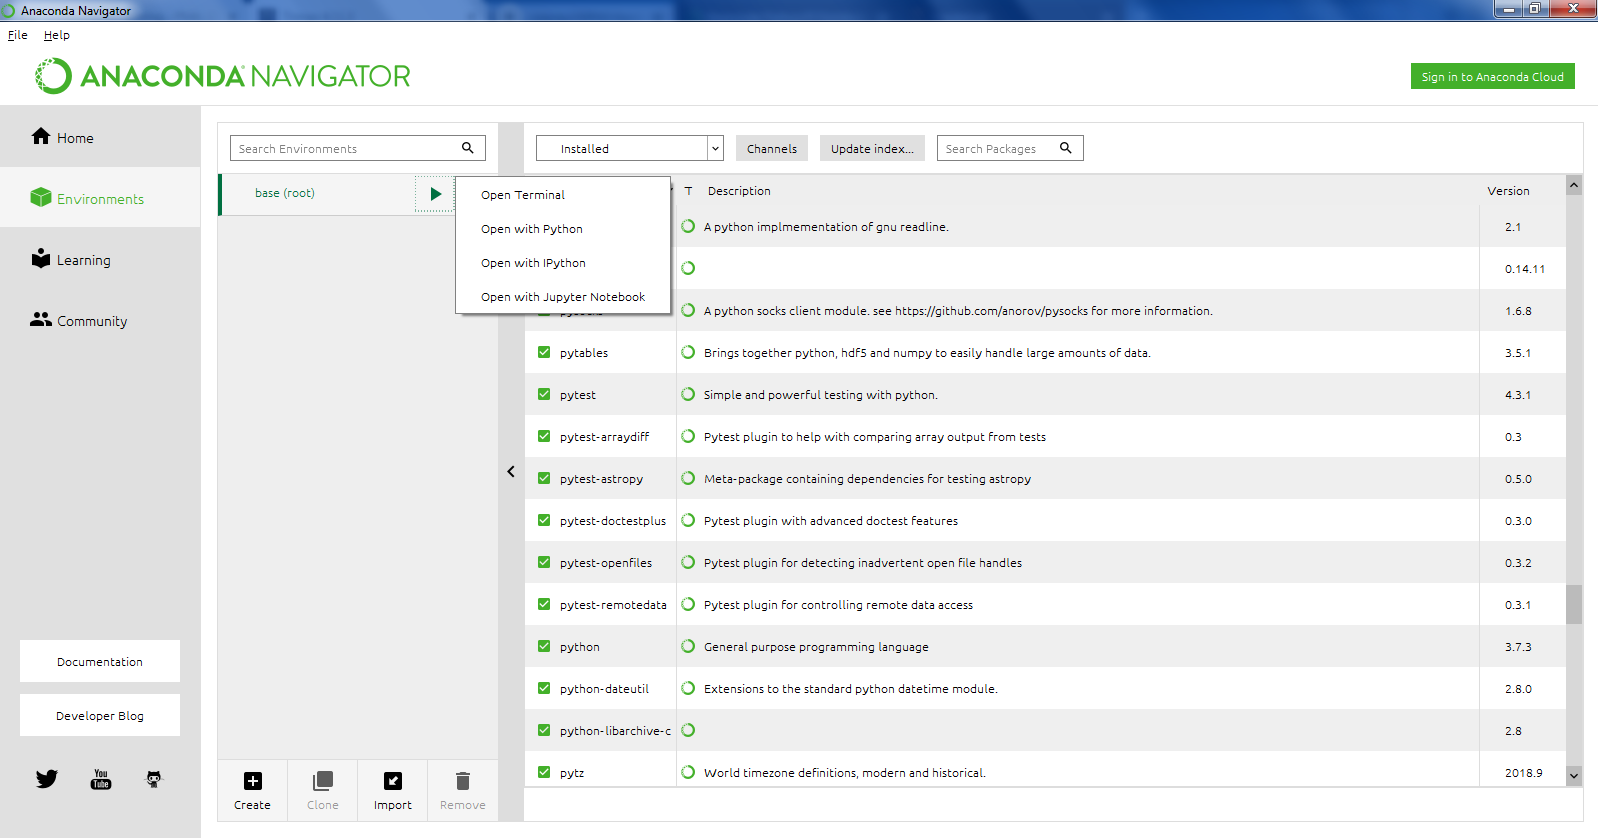 Anaconda Navigator
File Help
ANACONDA NAVIGATOR
Sign in to Anaconda Cloud
Home
Environments
Learning
Community
Documentation
Developer Blog
You Tube
Search Environments
base (root)
Open Terminal
Open with Python
Open with IPython
Open with Jupyter Notebook
Create Clone Import Remove
Installed Channels Update index... Search Packages
T Description Version
A python implmementation of gnu readline. 2.1
0.14.11
A python socks client module. see https://github.com/anorov/pysocks for more information. 1.6.8
pytables Brings together python, hdf5 and numpy to easily handle large amounts of data. 3.5.1
pytest Simple and powerful testing with python. 4.3.1
pytest-arraydiff Pytest plugin to help with comparing array output from tests 0.3
pytest-astropy Meta-package containing dependencies for testing astropy 0.5.0
pytest-doctestplus Pytest plugin with advanced doctest features 0.3.0
pytest-openfiles Pytest plugin for detecting inadvertent open file handles 0.3.2
pytest-remotedata Pytest plugin for controlling remote data access 0.3.1
python General purpose programming language 3.7.3
python-dateutil Extensions to the standard python datetime module. 2.8.0
python-libarchive-c 2.8
pytz World timezone definitions, modern and historical. 2018.9